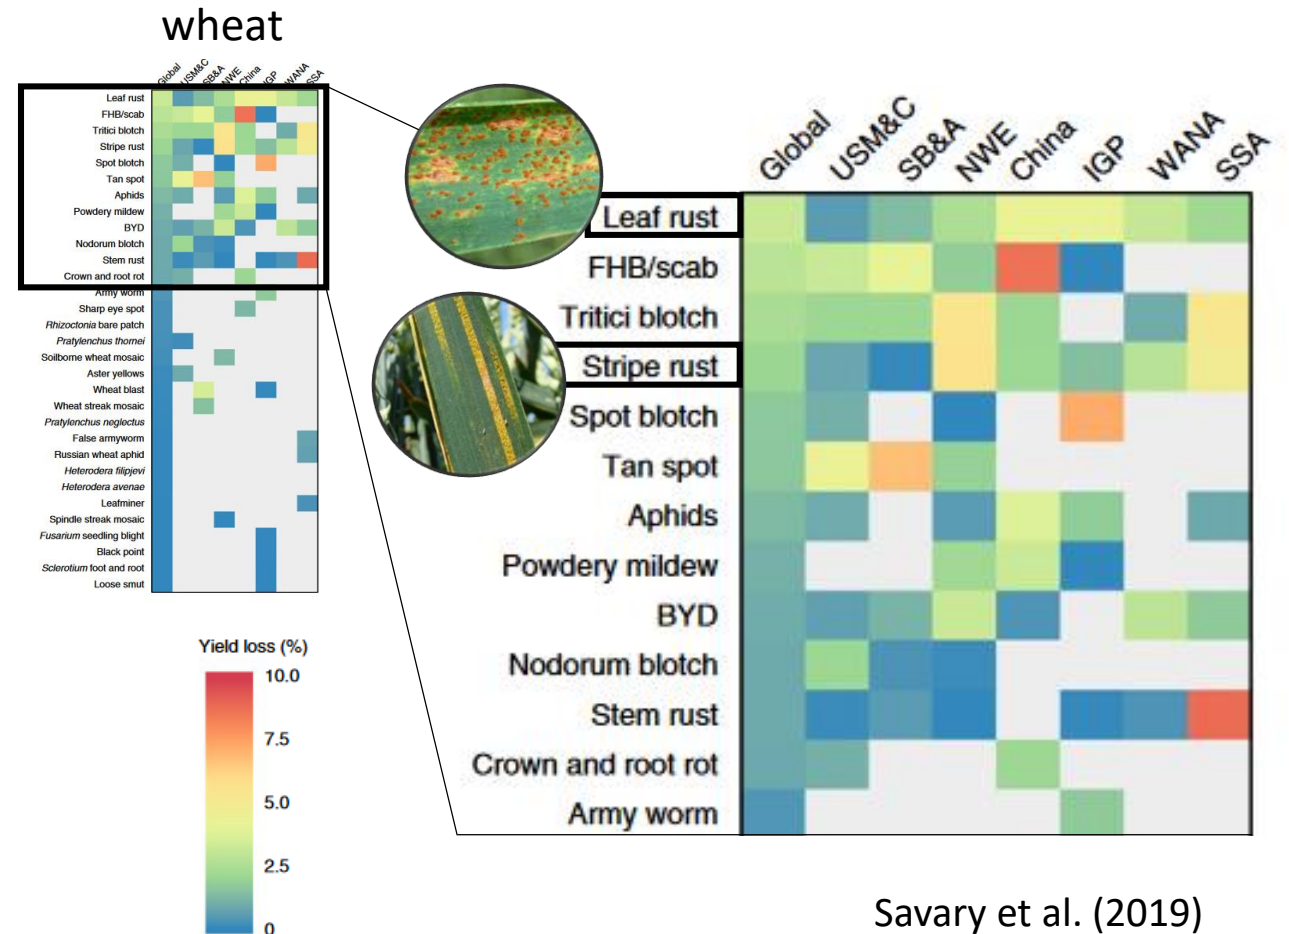 wheat
Global USM&C SB&A NWE China IGP WANA SSA
Leaf rust
FHB/scab
Tritici blotch
Stripe rust
Spot blotch
Tan spot
Aphids
Powdery mildew
BYD
Nodorum blotch
Stem rust
Crown and root rot
Army worm
Sharp eye spot
Rhizoctonia bare patch
Pratylenchus thornei
Soilborne wheat mosaic
Aster yellows
Wheat blast
Wheat streak mosaic
Pratylenchus neglectus
False armyworm
Russian wheat aphid
Heterodera filipjevi
Heterodera avenae
Leafminer
Spindle streak mosaic
Fusarium seedling blight
Black point
Sclerotium foot and root
Loose smut
Yield loss (%)
10.0
7.5
5.0
2.5
0
Global USM&C SB&A NWE China IGP WANA SSA
Leaf rust
FHB/scab
Tritici blotch
Stripe rust
Spot blotch
Tan spot
Aphids
Powdery mildew
BYD
Nodorum blotch
Stem rust
Crown and root rot
Army worm
Savary et al. (2019)